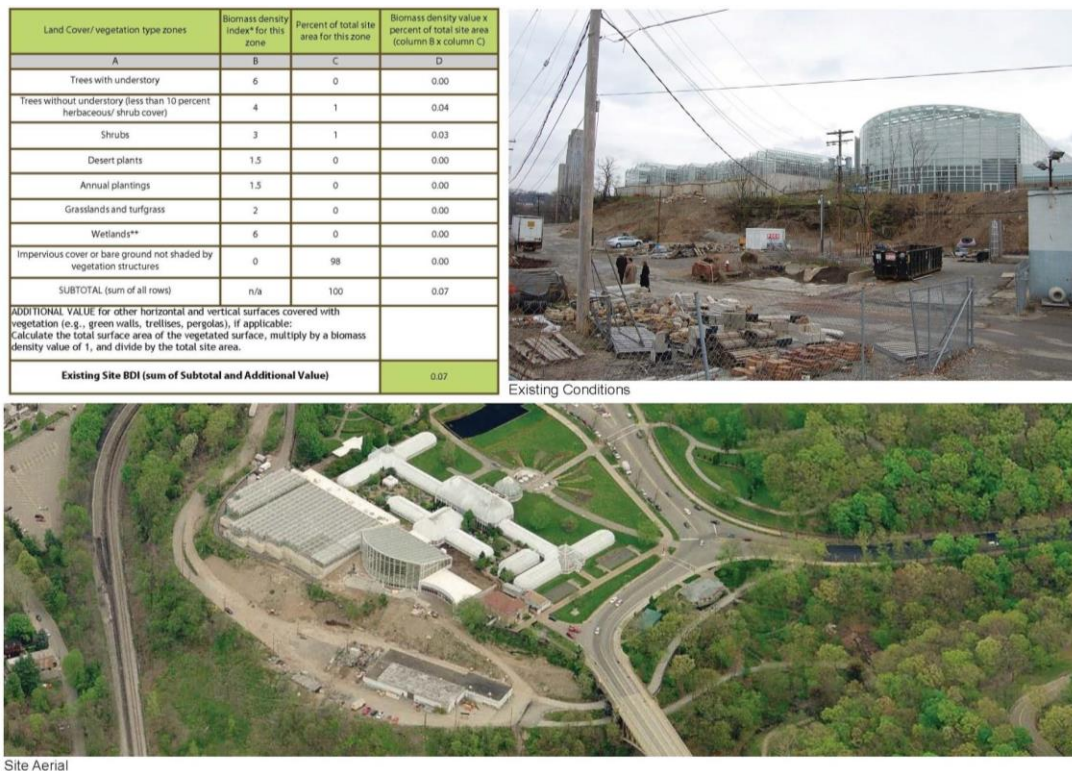 Land Cover/ vegetation type zones
Biomass density
index* for this
zone
Percent of total site
area for this zone
Biomass density value x
percent of total site area
(column B x column C)
A B C D
Trees with understory 6 0 0.00
Trees without understory (less than 10 percent
herbaceous/ shrub cover) 4 1 0.04
Shrubs 3 1 0.03
Desert plants 1.5 0 0.00
Annual plantings 1.5 0 0.00
Grasslands and turfgrass 2 0 0.00
Wetlands** 6 0 0.00
Impervious cover or bare ground not shaded by
vegetation structures 0 98 0.00
SUBTOTAL (sum of all rows) n/a 100 0.07
ADDITIONAL VALUE for other horizontal and vertical surfaces covered with
vegetation (e.g., green walls, trellises, pergolas), if applicable:
Calculate the total surface area of the vegetated surface, multiply by a biomass
density value of 1, and divide by the total site area.
Existing Site BDI (sum of Subtotal and Additional Value) 0.07
Existing Conditions
Site Aerial